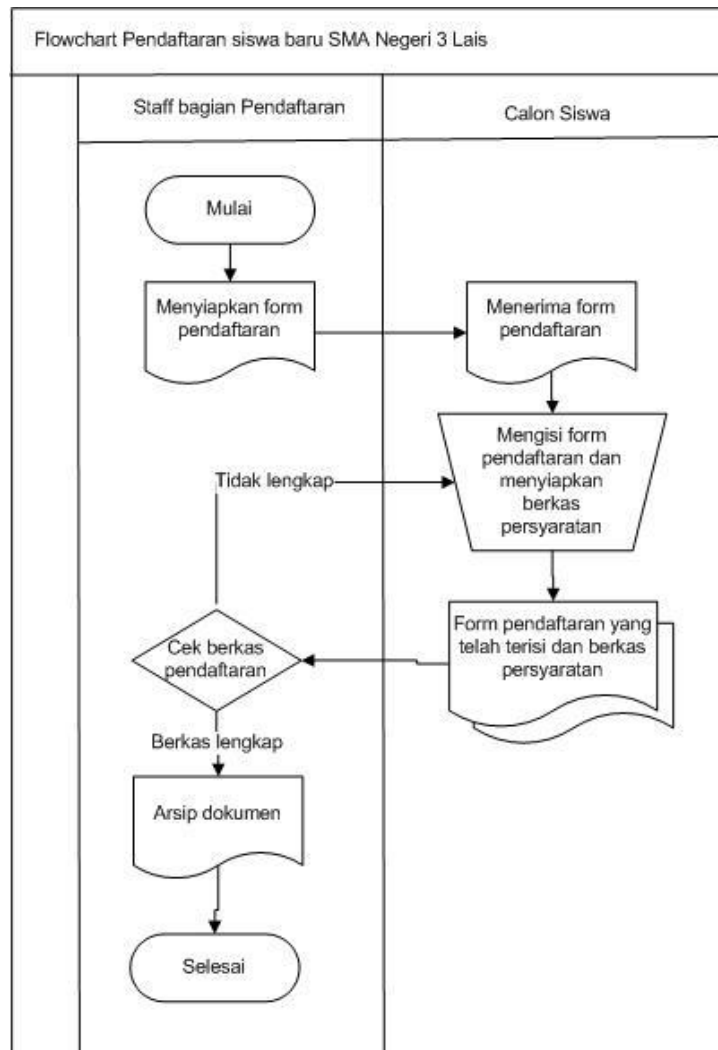 Flowchart Pendaftaran siswa baru SMA Negeri 3 Lais
Staff bagian Pendaftaran
Calon Siswa
Mulai
Menyiapkan form
pendaftaran
Menerima form
pendaftaran
Mengisi form
pendaftaran dan
menyiapkan
berkas
persyaratan
Tidak lengkap
Form pendaftaran yang
telah terisi dan berkas
persyaratan
Cek berkas
pendaftaran
Berkas lengkap
Arsip dokumen
Selesai